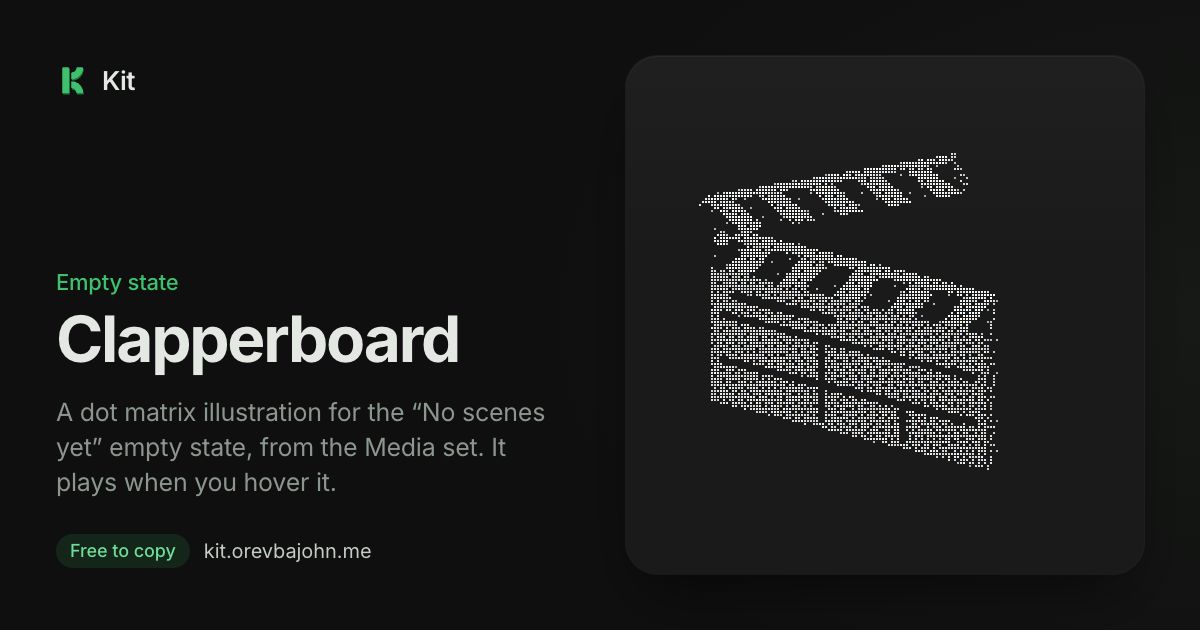 Kit
Empty state
Clapperboard
A dot matrix illustration for the “No scenes
yet” empty state, from the Media set. It
plays when you hover it.
Free to copy
kit.orevbajohn.me